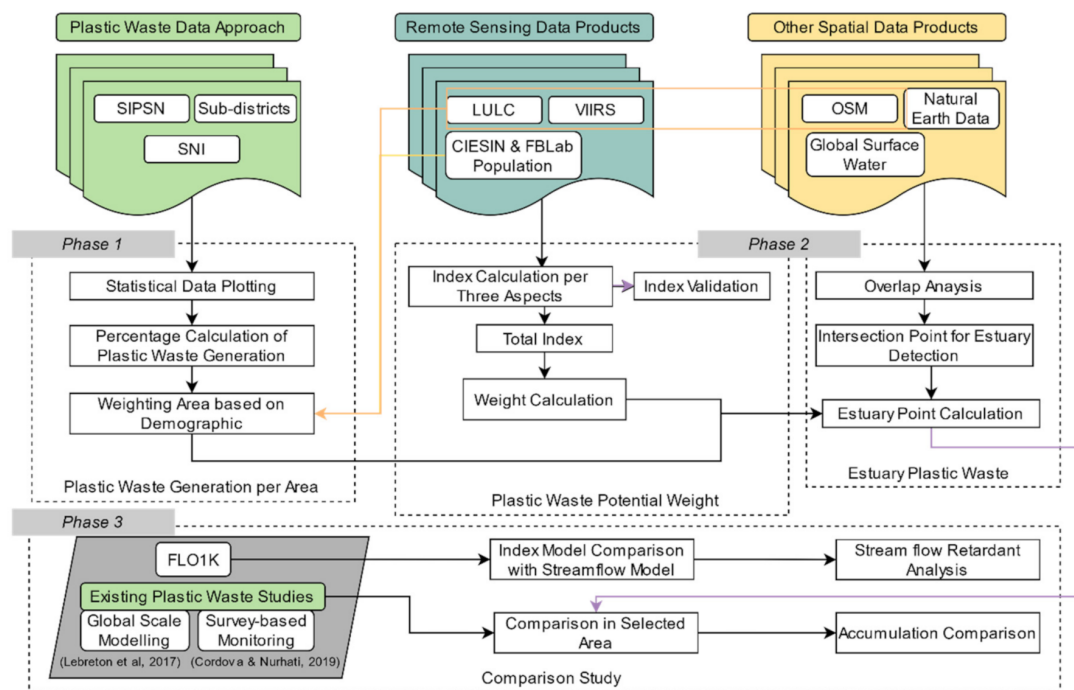 Plastic Waste Data Approach
Remote Sensing Data Products
Other Spatial Data Products
SIPSN
Sub-districts
SNI
LULC
VIIRS
CIESIN & FBLab
Population
OSM
Natural
Earth Data
Global Surface
Water
Phase 1
Statistical Data Plotting
Percentage Calculation of
Plastic Waste Generation
Weighting Area based on
Demographic
Plastic Waste Generation per Area
Phase 2
Index Calculation per
Three Aspects
Index Validation
Total Index
Weight Calculation
Plastic Waste Potential Weight
Overlap Anaysis
Intersection Point for Estuary
Detection
Estuary Point Calculation
Estuary Plastic Waste
Phase 3
FLO1K
Existing Plastic Waste Studies
Global Scale
Modelling
(Lebreton et al, 2017)
Survey-based
Monitoring
(Cordova & Nurhati, 2019)
Index Model Comparison
with Streamflow Model
Stream flow Retardant
Analysis
Comparison in Selected
Area
Accumulation Comparison
Comparison Study